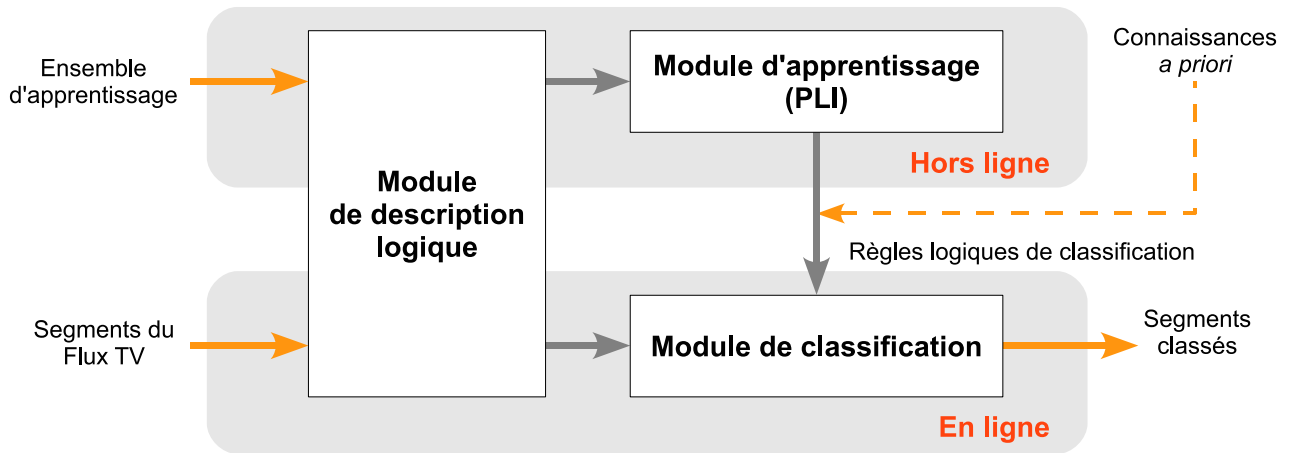 Ensemble
d'apprentissage
Module d'apprentissage
(PLI)
Connaissances
a priori
Hors ligne
Module
de description
logique
Règles logiques de classification
Segments du
Flux TV
Module de classification
Segments
classés
En ligne